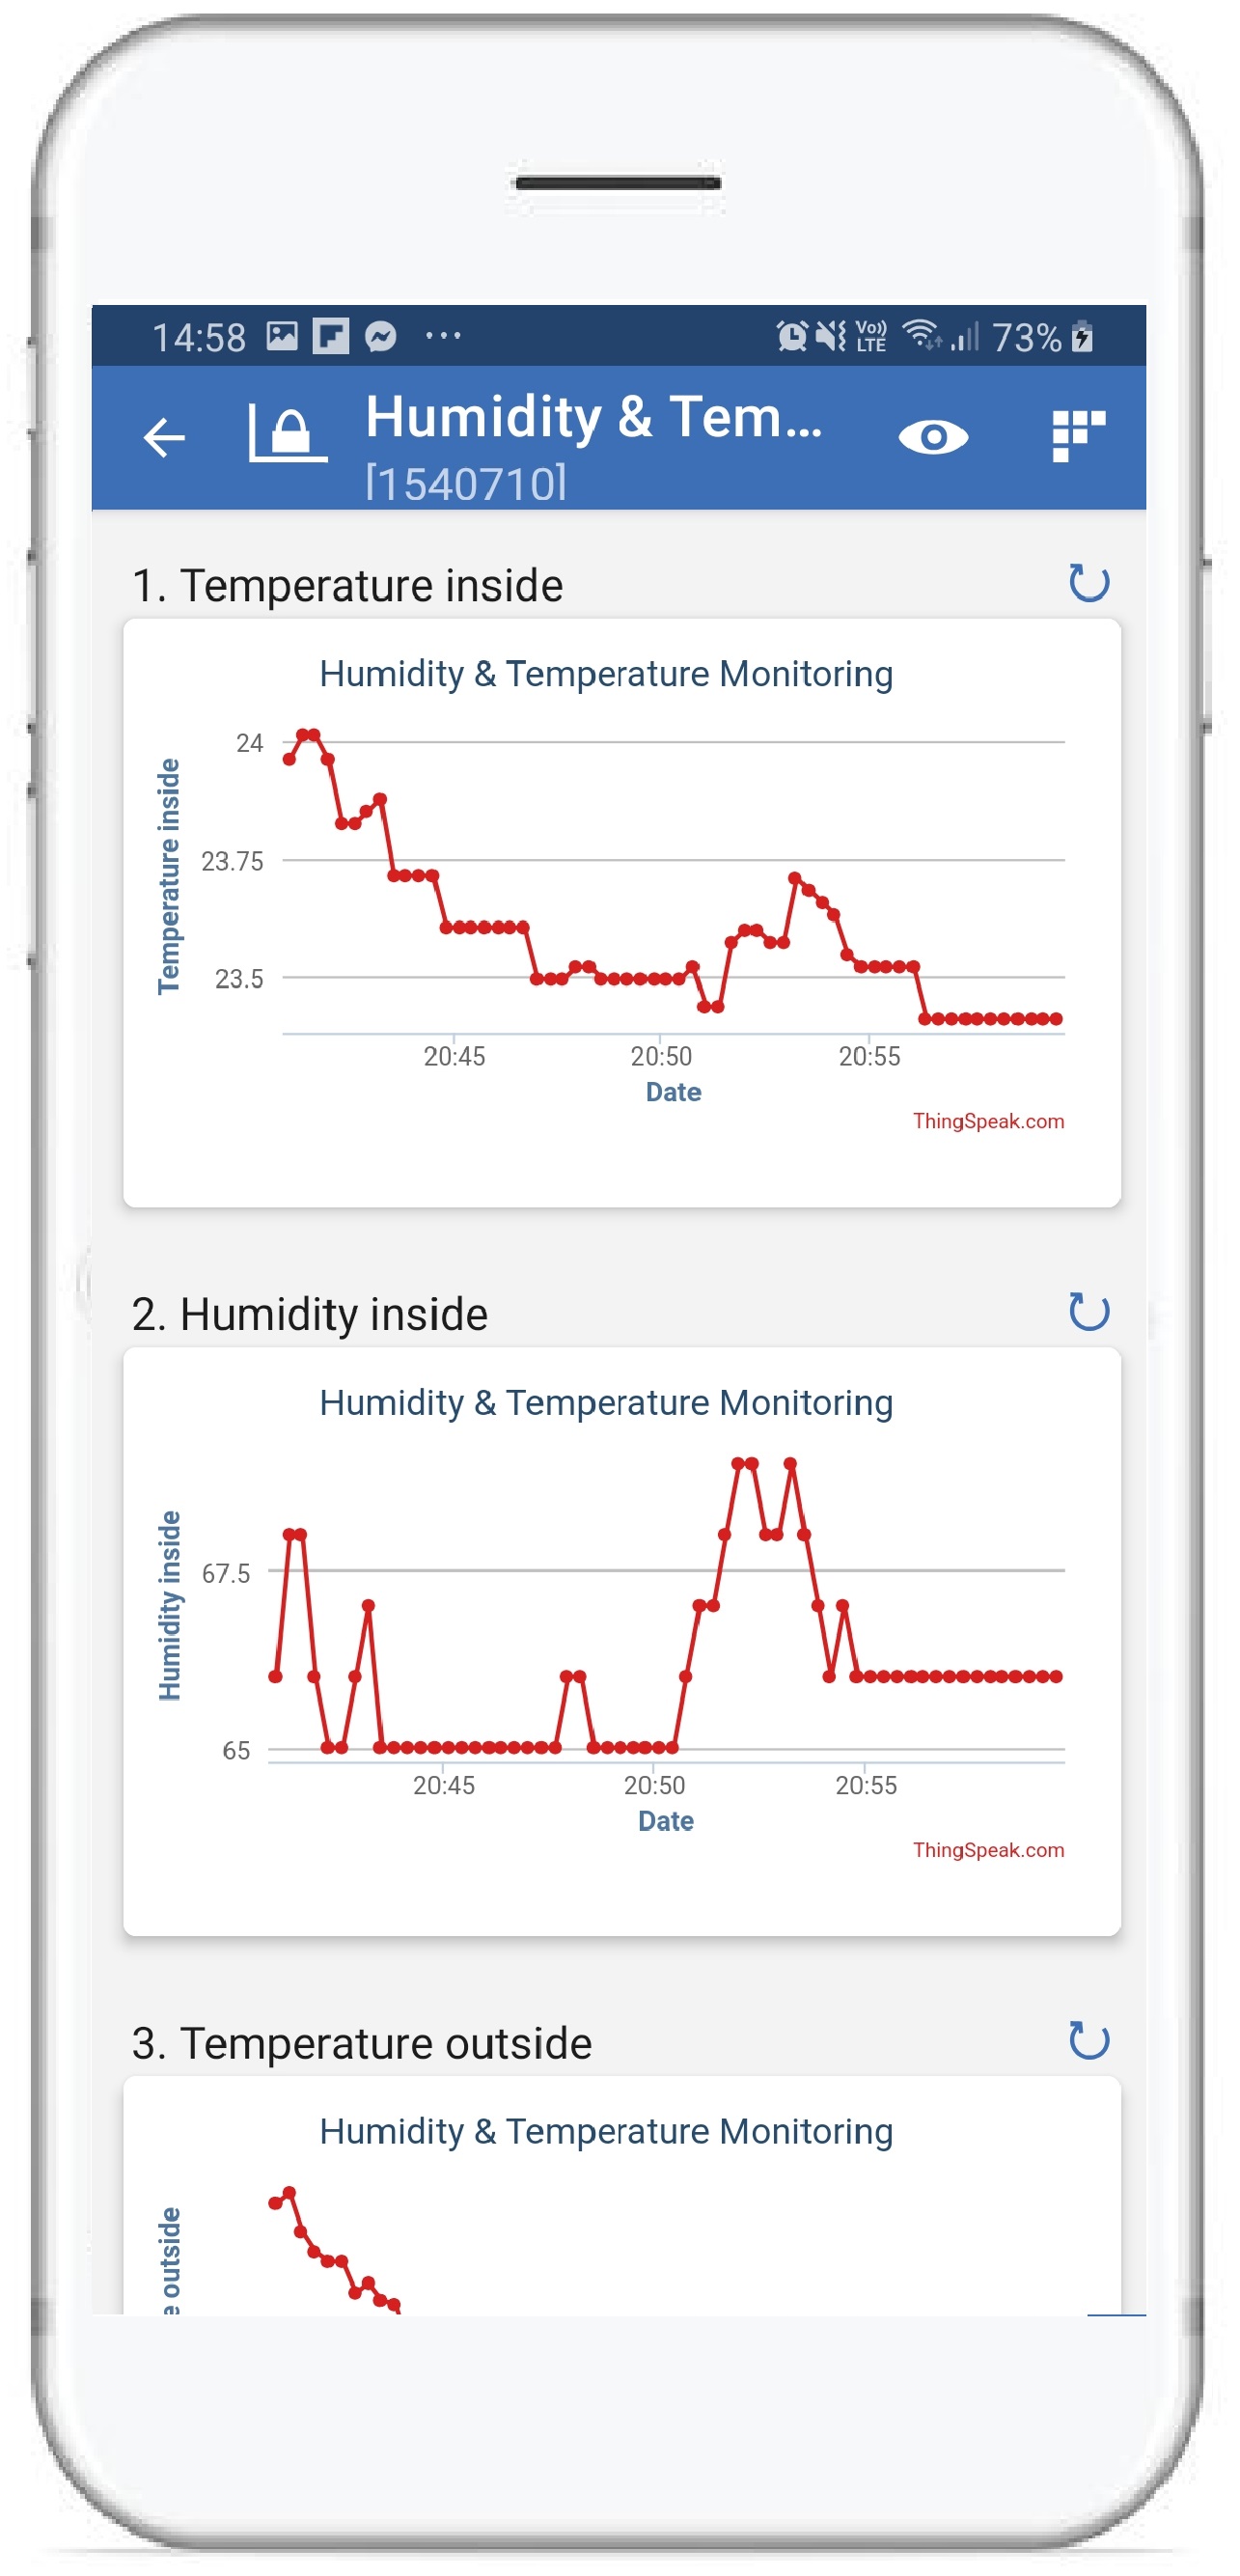 14:58 ... Vo)) LTE 73%
Humidity & Tem...
[1540710]
1. Temperature inside
Humidity & Temperature Monitoring
Temperature inside
24
23.75
23.5
20:45 20:50 20:55
Date
ThingSpeak.com
2. Humidity inside
Humidity & Temperature Monitoring
Humidity inside
67.5
65
20:45 20:50 20:55
Date
ThingSpeak.com
3. Temperature outside
Humidity & Temperature Monitoring
e outside